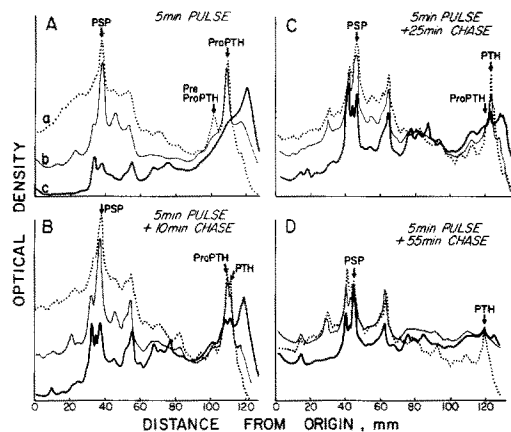 A
5min PULSE
PSP
ProPTH
Pre
ProPTH
a
b
c
C
5min PULSE
+25min CHASE
PSP
PTH
ProPTH
B
5min PULSE
+10min CHASE
PSP
ProPTH
PTH
D
5min PULSE
+55min CHASE
PSP
PTH
OPTICAL DENSITY
0 20 40 60 80 100 120
0 20 40 60 80 100 120
DISTANCE FROM ORIGIN, mm